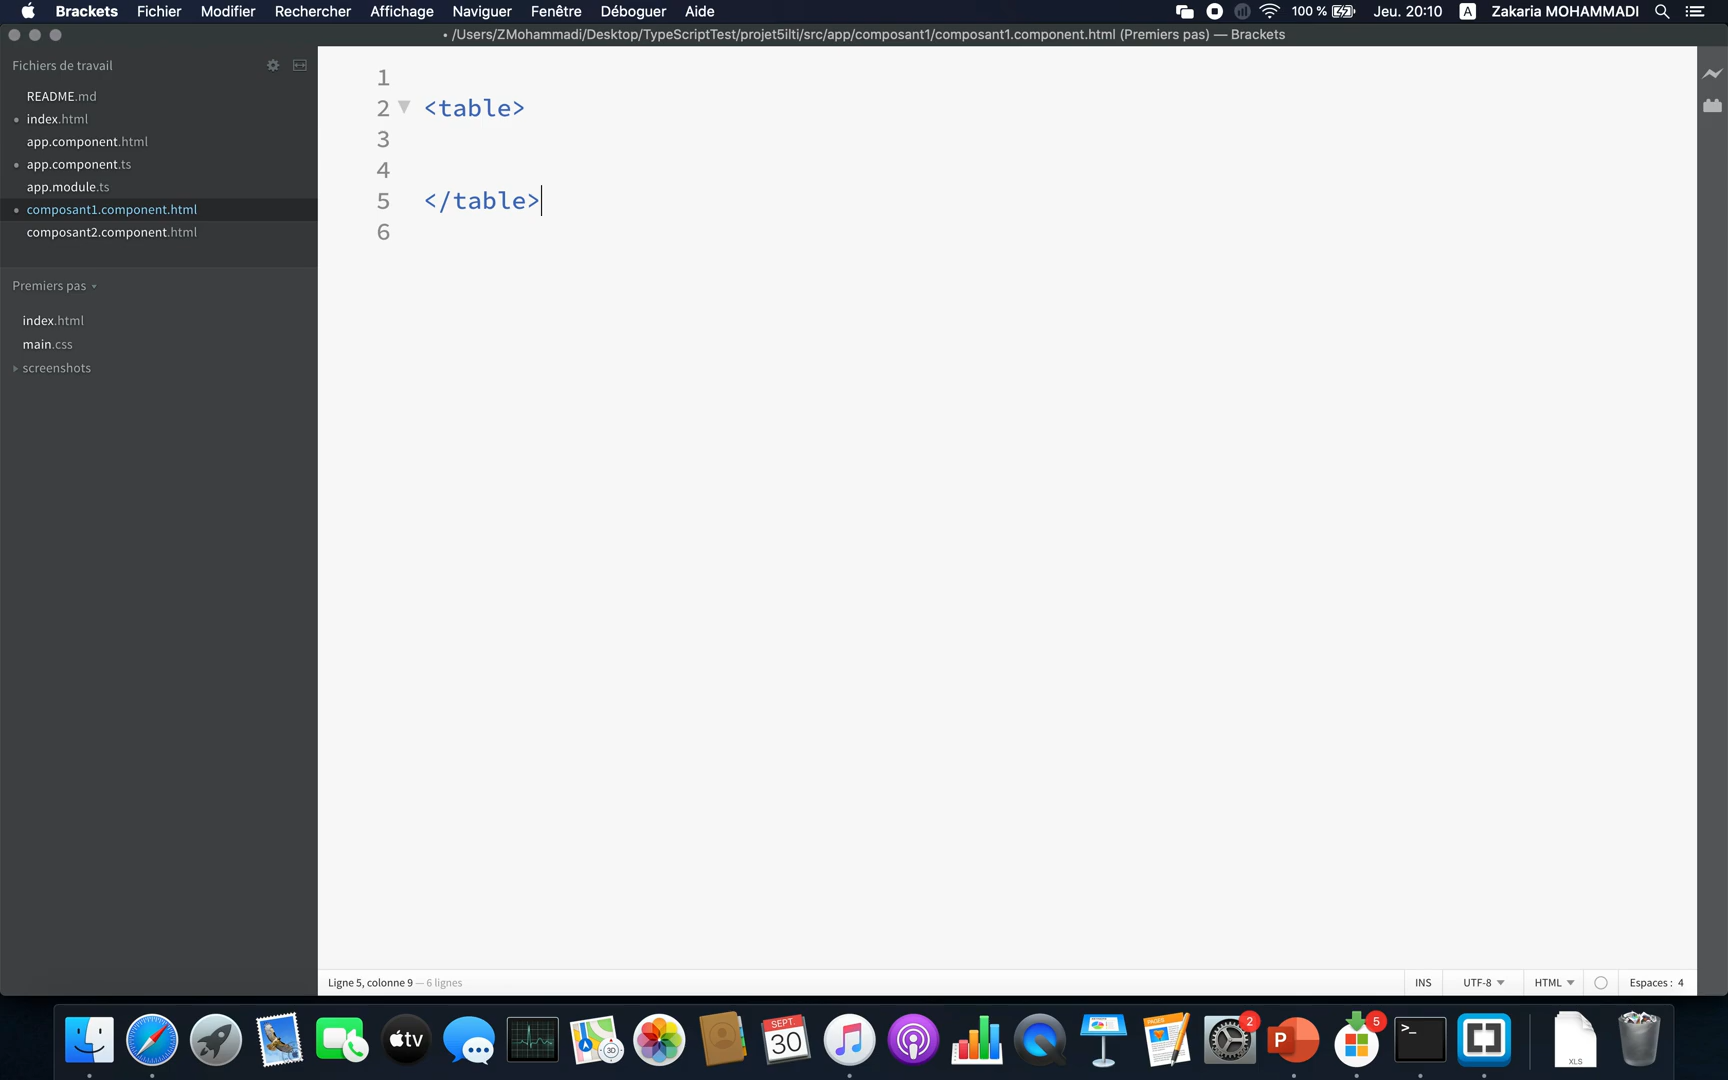 Brackets Fichier Modifier Rechercher Affichage Naviguer Fenêtre Déboguer Aide 100 % Jeu. 20:10 A Zakaria MOHAMMADI
• /Users/ZMohammadi/Desktop/TypeScriptTest/projet5ilti/src/app/composant1/composant1.component.html (Premiers pas) — Brackets
Fichiers de travail
README.md
index.html
app.component.html
app.component.ts
app.module.ts
composant1.component.html
composant2.component.html
Premiers pas
index.html
main.css
screenshots
1
2 <table>
3
4
5 </table>
6
Ligne 5, colonne 9 — 6 lignes INS UTF-8 HTML Espaces : 4
tv
3D
SEPT.
30
2
P
5
>_
XLS